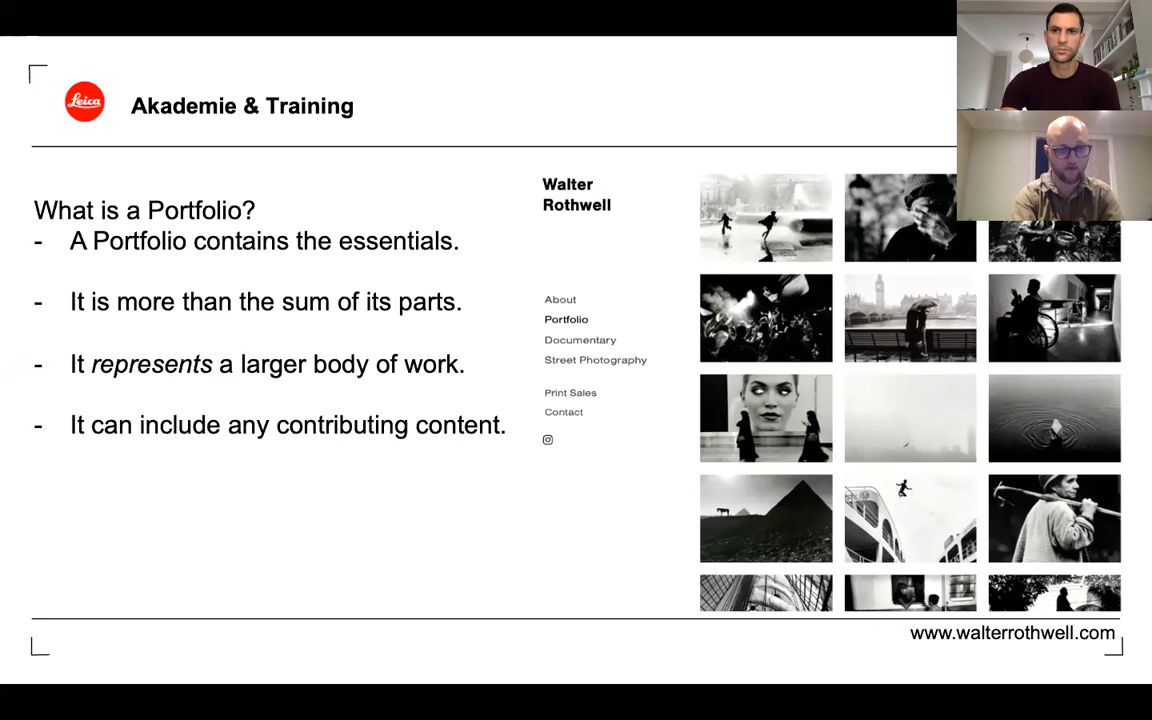 Leica
Akademie & Training
What is a Portfolio?
- A Portfolio contains the essentials.
- It is more than the sum of its parts.
- It represents a larger body of work.
- It can include any contributing content.
Walter
Rothwell
About
Portfolio
Documentary
Street Photography
Print Sales
Contact
www.walterrothwell.com